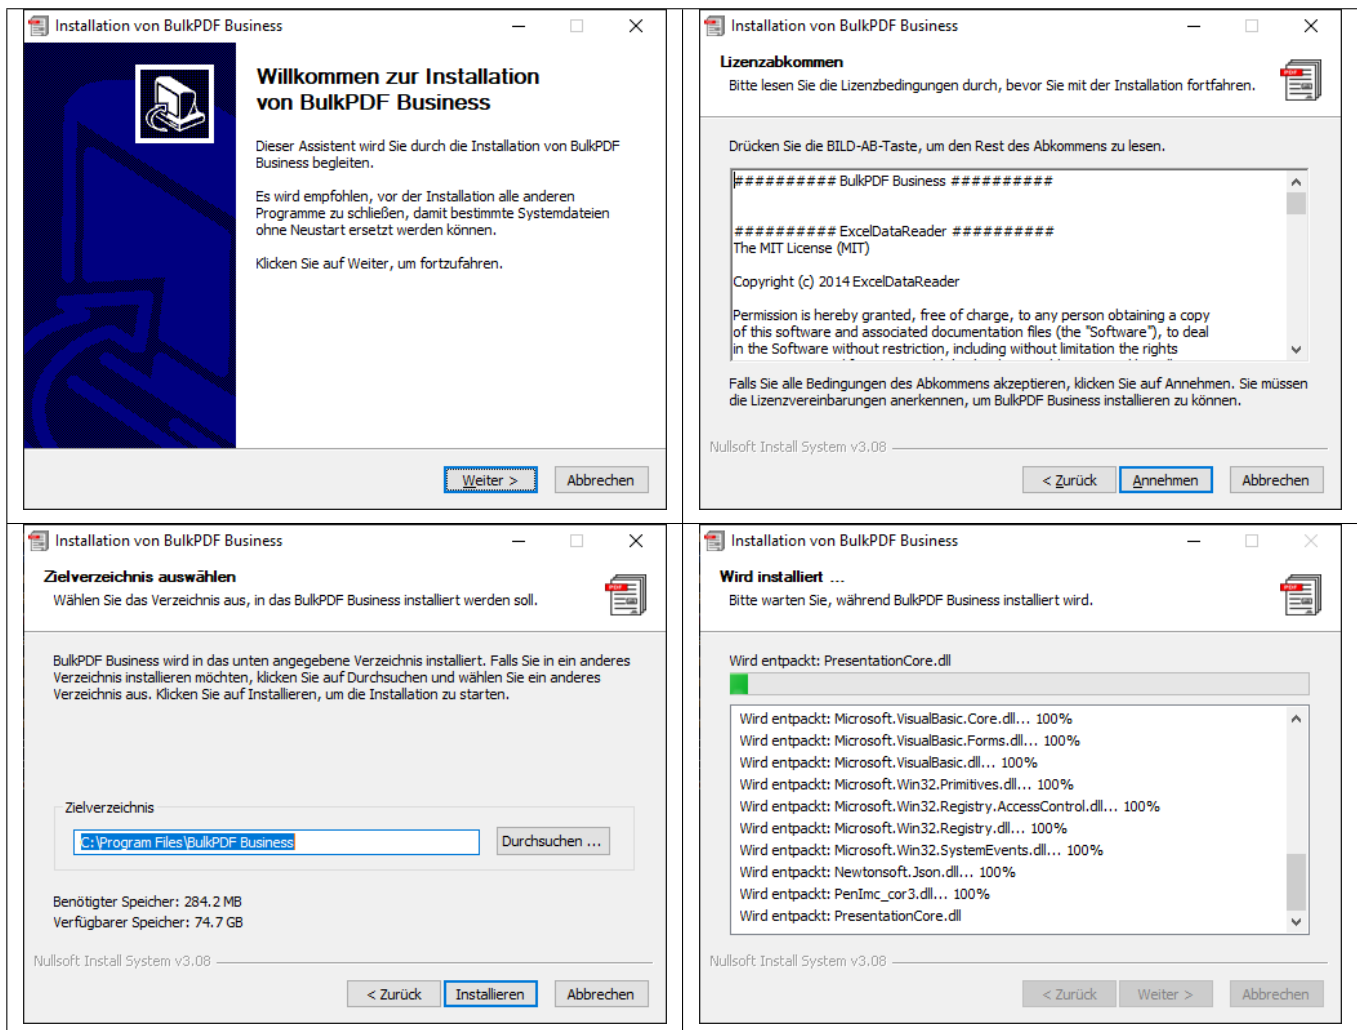 Installation von BulkPDF Business
Willkommen zur Installation
von BulkPDF Business
Dieser Assistent wird Sie durch die Installation von BulkPDF
Business begleiten.
Es wird empfohlen, vor der Installation alle anderen
Programme zu schließen, damit bestimmte Systemdateien
ohne Neustart ersetzt werden können.
Klicken Sie auf Weiter, um fortzufahren.
Weiter >
Abbrechen
Installation von BulkPDF Business
Lizenzabkommen
Bitte lesen Sie die Lizenzbedingungen durch, bevor Sie mit der Installation fortfahren.
PDF
Drücken Sie die BILD-AB-Taste, um den Rest des Abkommens zu lesen.
########## BulkPDF Business ##########
########## ExcelDataReader ##########
The MIT License (MIT)
Copyright (c) 2014 ExcelDataReader
Permission is hereby granted, free of charge, to any person obtaining a copy
of this software and associated documentation files (the "Software"), to deal
in the Software without restriction, including without limitation the rights
Falls Sie alle Bedingungen des Abkommens akzeptieren, klicken Sie auf Annehmen. Sie müssen
die Lizenzvereinbarungen anerkennen, um BulkPDF Business installieren zu können.
Nullsoft Install System v3.08
< Zurück
Annehmen
Abbrechen
Installation von BulkPDF Business
Zielverzeichnis auswählen
Wählen Sie das Verzeichnis aus, in das BulkPDF Business installiert werden soll.
PDF
BulkPDF Business wird in das unten angegebene Verzeichnis installiert. Falls Sie in ein anderes
Verzeichnis installieren möchten, klicken Sie auf Durchsuchen und wählen Sie ein anderes
Verzeichnis aus. Klicken Sie auf Installieren, um die Installation zu starten.
Zielverzeichnis
C:\Program Files\BulkPDF Business
Durchsuchen ...
Benötigter Speicher: 284.2 MB
Verfügbarer Speicher: 74.7 GB
Nullsoft Install System v3.08
< Zurück
Installieren
Abbrechen
Installation von BulkPDF Business
Wird installiert ...
Bitte warten Sie, während BulkPDF Business installiert wird.
PDF
Wird entpackt: PresentationCore.dll
Wird entpackt: Microsoft.VisualBasic.Core.dll... 100%
Wird entpackt: Microsoft.VisualBasic.Forms.dll... 100%
Wird entpackt: Microsoft.VisualBasic.dll... 100%
Wird entpackt: Microsoft.Win32.Primitives.dll... 100%
Wird entpackt: Microsoft.Win32.Registry.AccessControl.dll... 100%
Wird entpackt: Microsoft.Win32.Registry.dll... 100%
Wird entpackt: Microsoft.Win32.SystemEvents.dll... 100%
Wird entpackt: Newtonsoft.Json.dll... 100%
Wird entpackt: PenImc_cor3.dll... 100%
Wird entpackt: PresentationCore.dll
Nullsoft Install System v3.08
< Zurück
Weiter >
Abbrechen